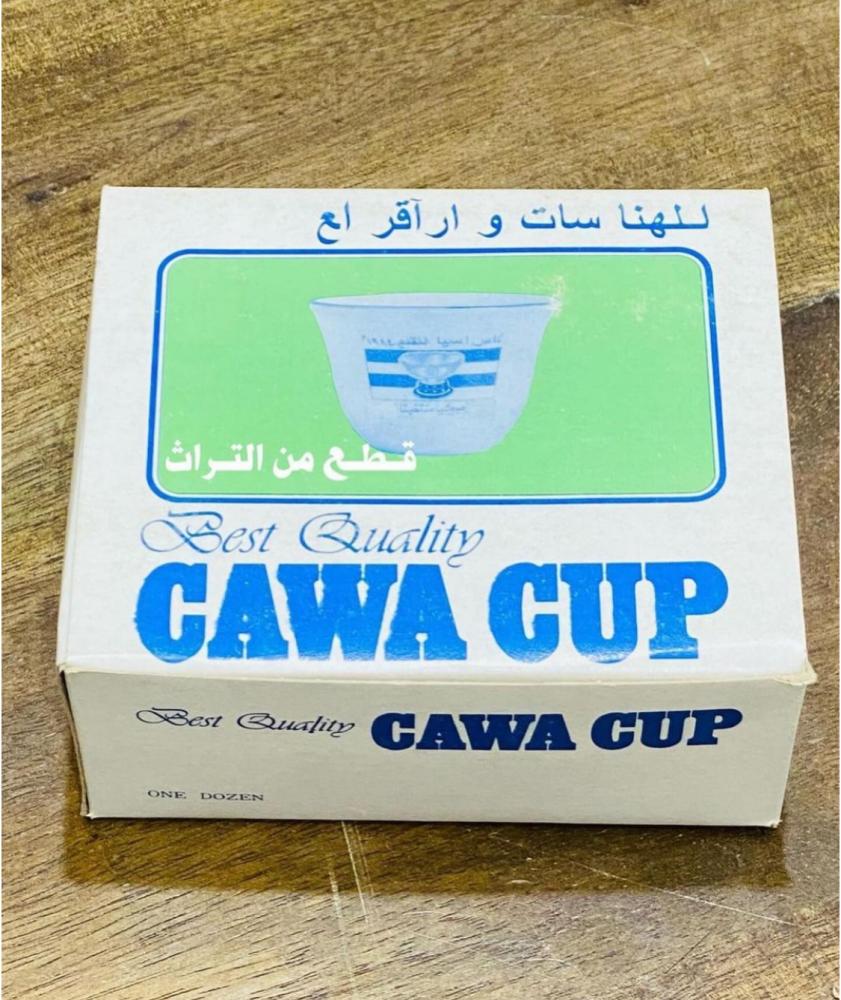 للهنا سات و ارآقر اع
قطع من التراث
Best Quality
CAWA CUP
Best Quality CAWA CUP
ONE DOZEN